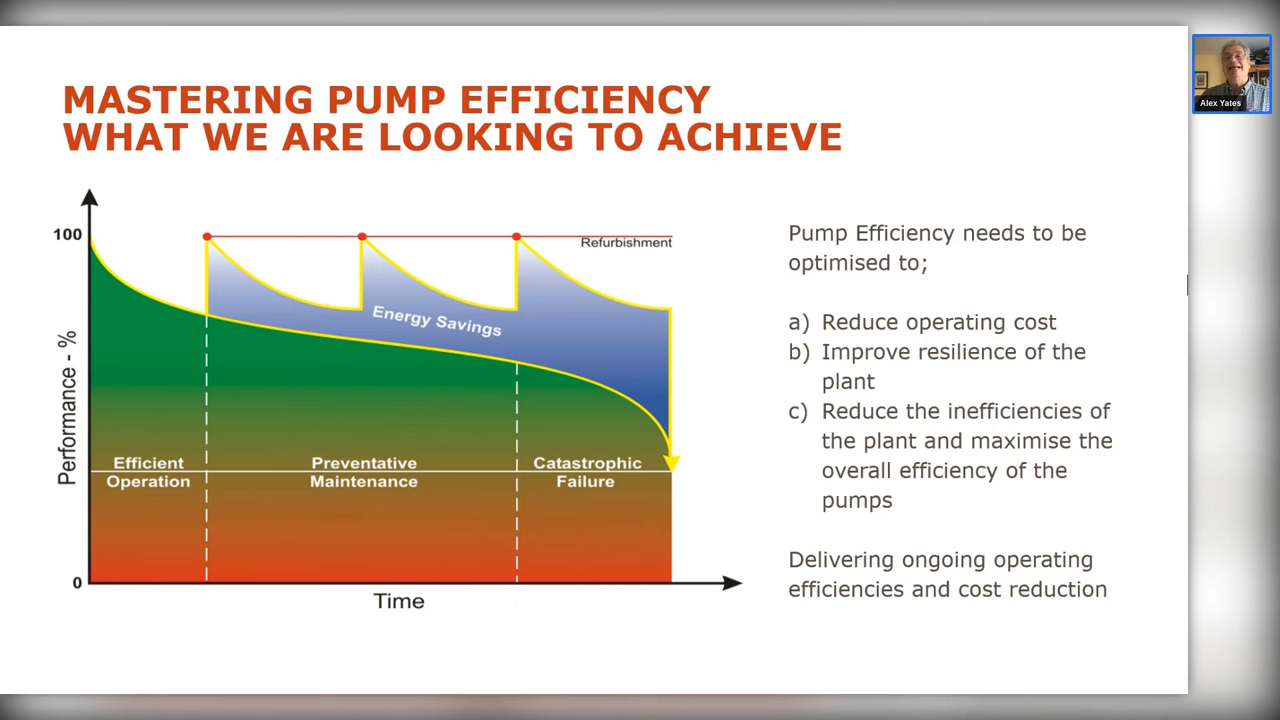 MASTERING PUMP EFFICIENCY
WHAT WE ARE LOOKING TO ACHIEVE
100
Refurbishment
Energy Savings
Performance - %
Efficient
Operation
Preventative
Maintenance
Catastrophic
Failure
0
Time
Pump Efficiency needs to be
optimised to;
a) Reduce operating cost
b) Improve resilience of the
plant
c) Reduce the inefficiencies of
the plant and maximise the
overall efficiency of the
pumps
Delivering ongoing operating
efficiencies and cost reduction
Alex Yates